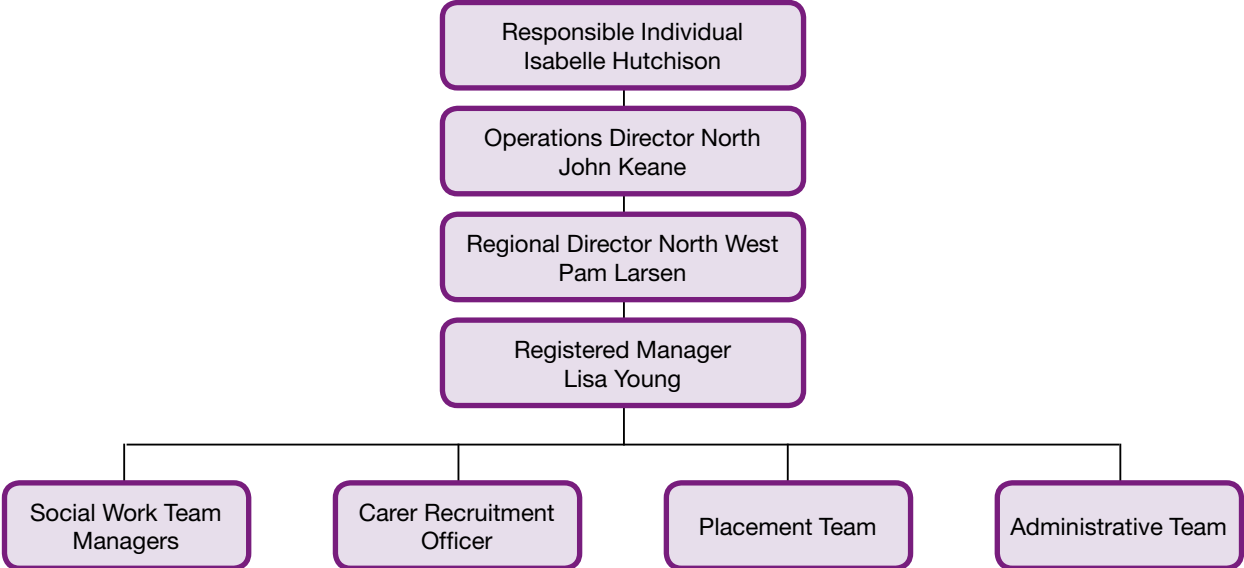 Responsible Individual
Isabelle Hutchison
Operations Director North
John Keane
Regional Director North West
Pam Larsen
Registered Manager
Lisa Young
Social Work Team
Managers
Carer Recruitment
Officer
Placement Team
Administrative Team